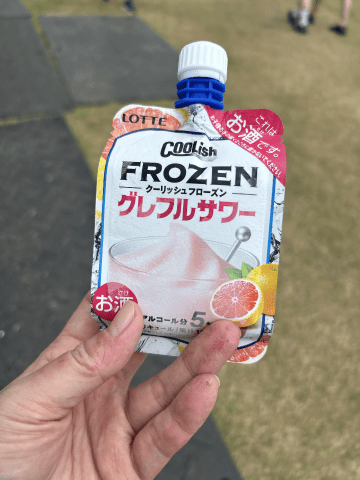 LOTTE
これは
お酒です。
COOLish
FROZEN
クーリッシュフローズン
グレフルサワー
お酒
アルコール分5